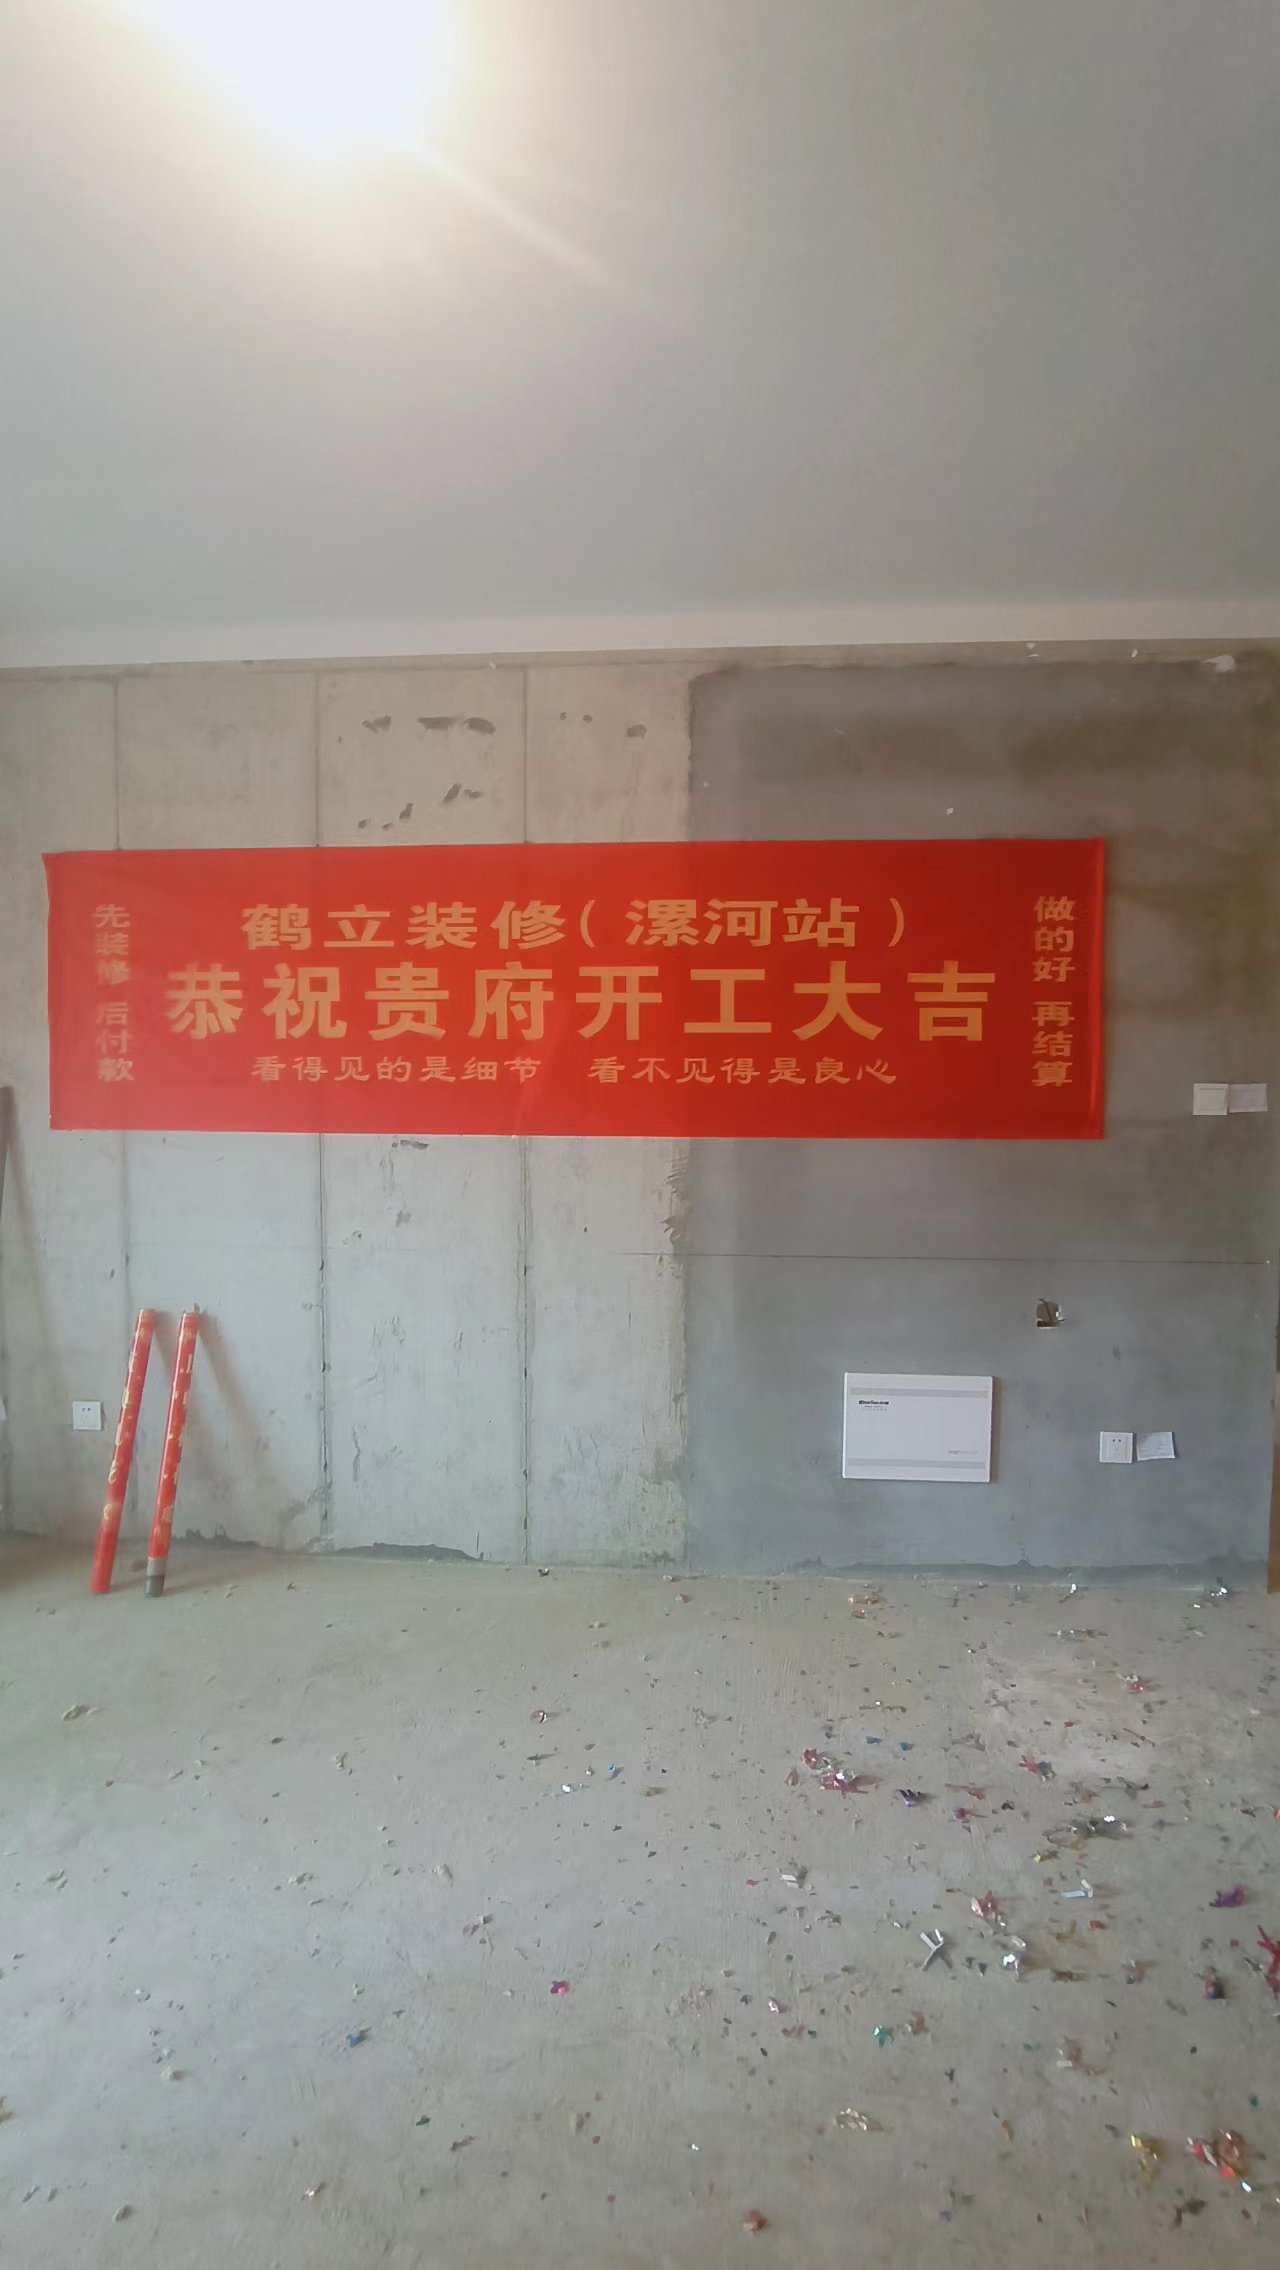 鹤立装修（漯河站）
恭祝贵府开工大吉
看得见的是细节 看不见得是良心
先装修 后付款
做的好 再结算